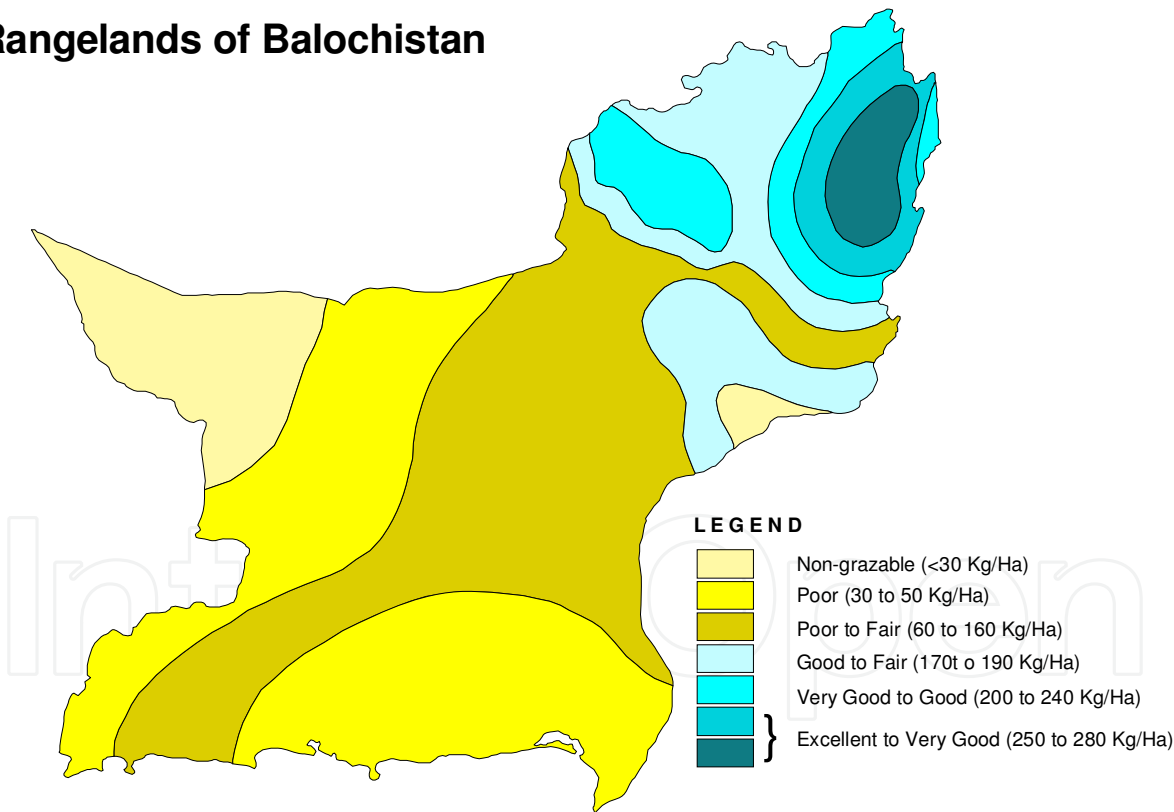 Rangelands of Balochistan
LEGEND
Non-grazable (<30 Kg/Ha)
Poor (30 to 50 Kg/Ha)
Poor to Fair (60 to 160 Kg/Ha)
Good to Fair (170t o 190 Kg/Ha)
Very Good to Good (200 to 240 Kg/Ha)
Excellent to Very Good (250 to 280 Kg/Ha)